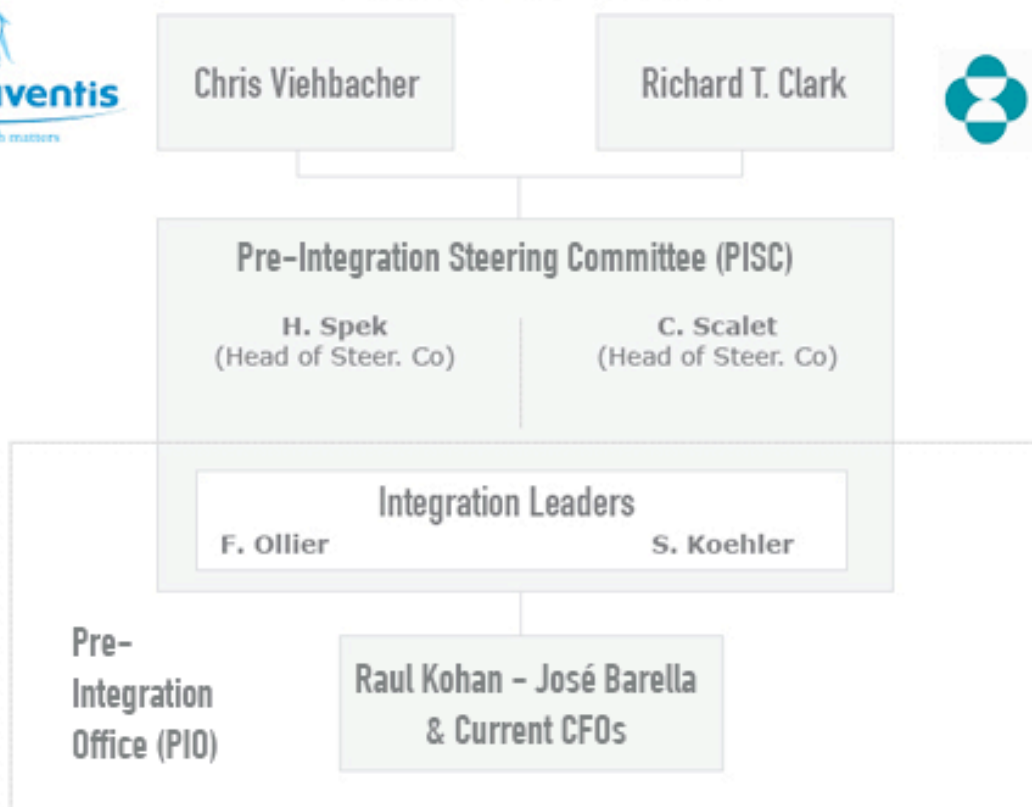 Chris Viehbacher
Richard T. Clark
ventis
h matters
Pre-Integration Steering Committee (PISC)
H. Spek
(Head of Steer. Co)
C. Scalet
(Head of Steer. Co)
Integration Leaders
F. Ollier
S. Koehler
Pre-
Integration
Office (PIO)
Raul Kohan - José Barella
& Current CFOs